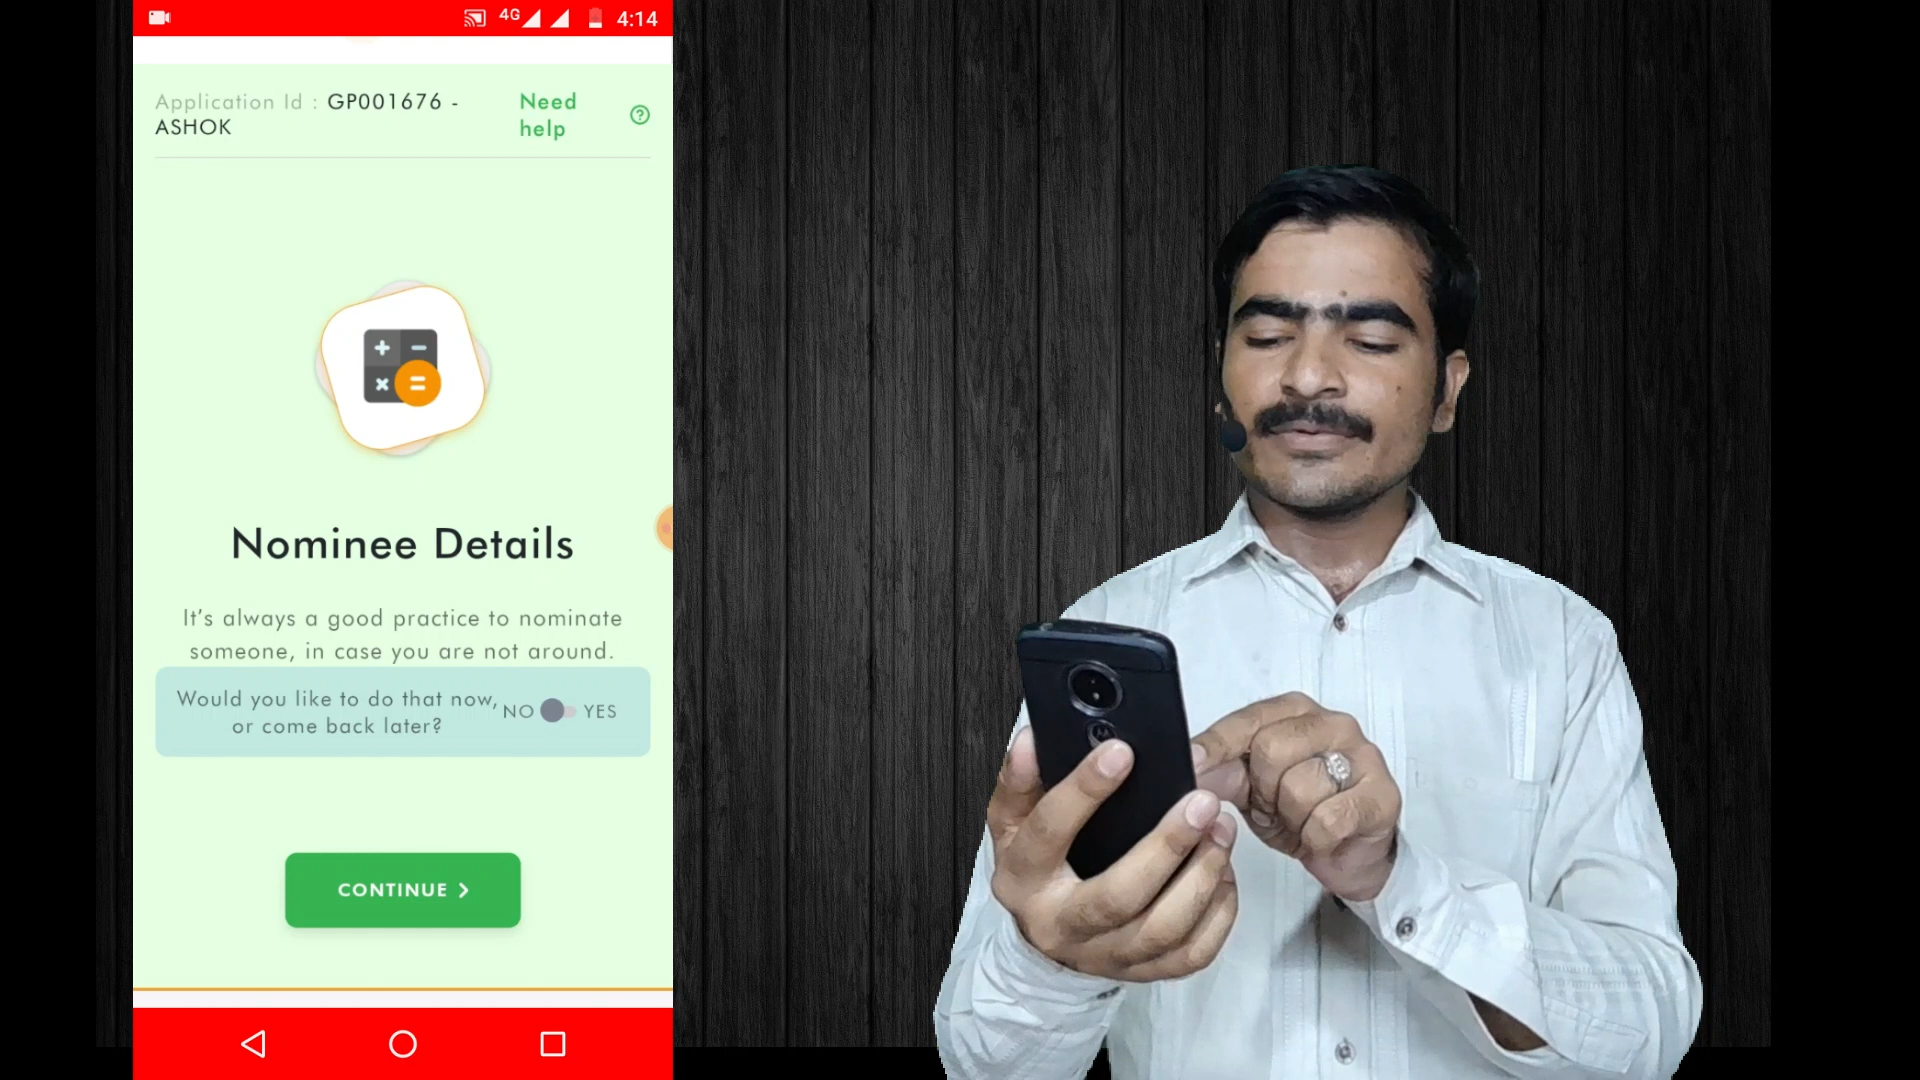 4G 4:14
Application Id : GP001676 -
ASHOK
Need
help
Nominee Details
It's always a good practice to nominate
someone, in case you are not around.
Would you like to do that now,
or come back later?
NO YES
CONTINUE